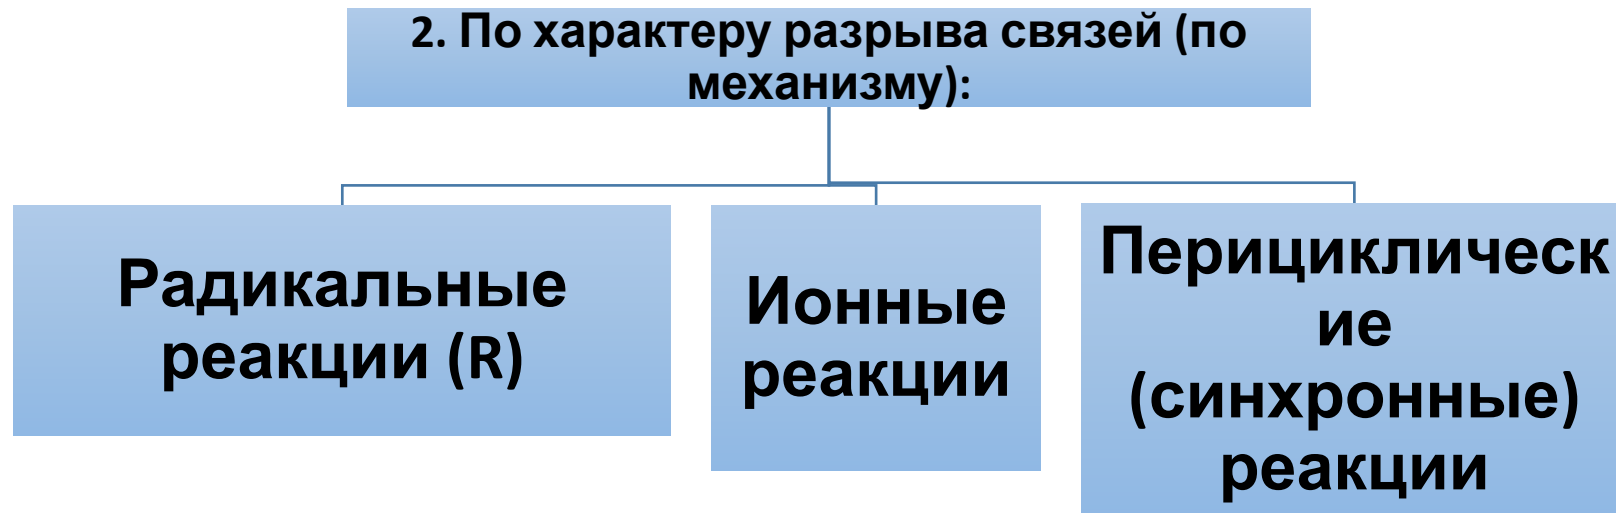 2. По характеру разрыва связей (по
механизму):
Радикальные
реакции (R)
Ионные
реакции
Перициклическ
ие
(синхронные)
реакции